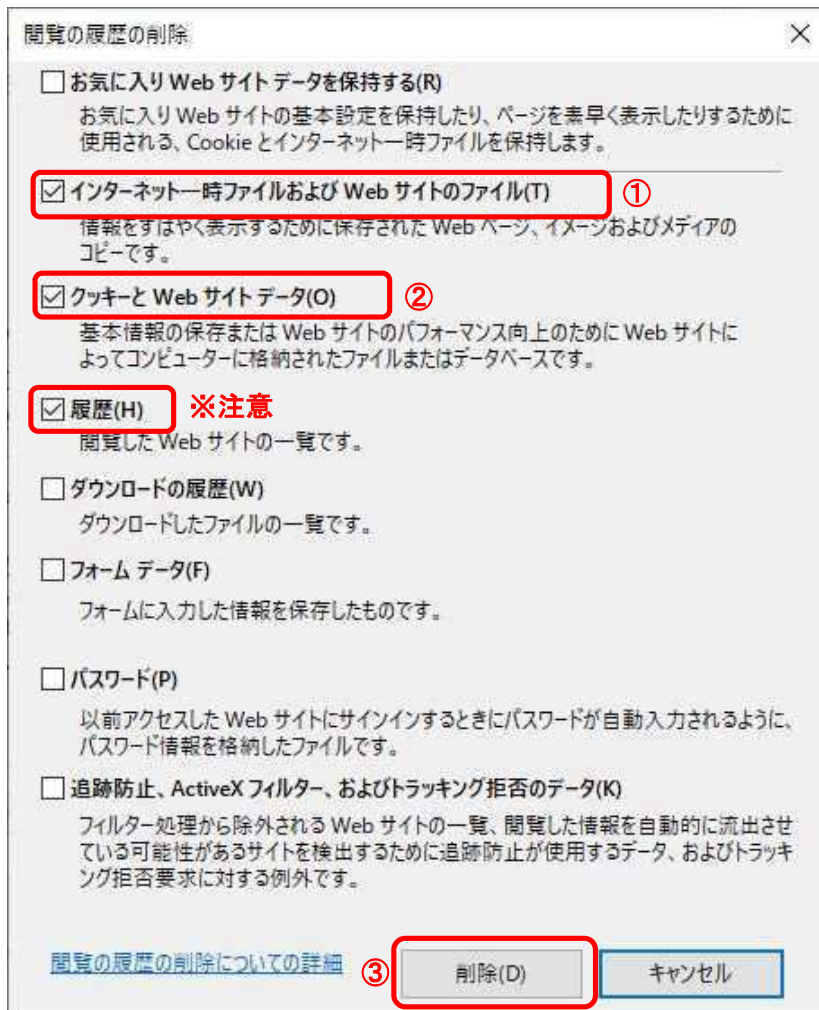 閲覧の履歴の削除
お気に入り Web サイト データを保持する(R)
お気に入り Web サイトの基本設定を保持したり、ページを素早く表示したりするために
使用される、Cookie とインターネット一時ファイルを保持します。
インターネット一時ファイルおよび Web サイトのファイル(T) ①
情報をすばやく表示するために保存された Web ページ、イメージおよびメディアの
コピーです。
クッキーと Web サイト データ(O) ②
基本情報の保存または Web サイトのパフォーマンス向上のために Web サイトに
よってコンピューターに格納されたファイルまたはデータベースです。
履歴(H) ※注意
閲覧した Web サイトの一覧です。
ダウンロードの履歴(W)
ダウンロードしたファイルの一覧です。
フォーム データ(F)
フォームに入力した情報を保存したものです。
パスワード(P)
以前アクセスした Web サイトにサインインするときにパスワードが自動入力されるように、
パスワード情報を格納したファイルです。
追跡防止、ActiveX フィルター、およびトラッキング拒否のデータ(K)
フィルター処理から除外される Web サイトの一覧、閲覧した情報を自動的に流出させ
ている可能性があるサイトを検出するために追跡防止が使用するデータ、およびトラッキ
ング拒否要求に対する例外です。
閲覧の履歴の削除についての詳細 ③ 削除(D) キャンセル